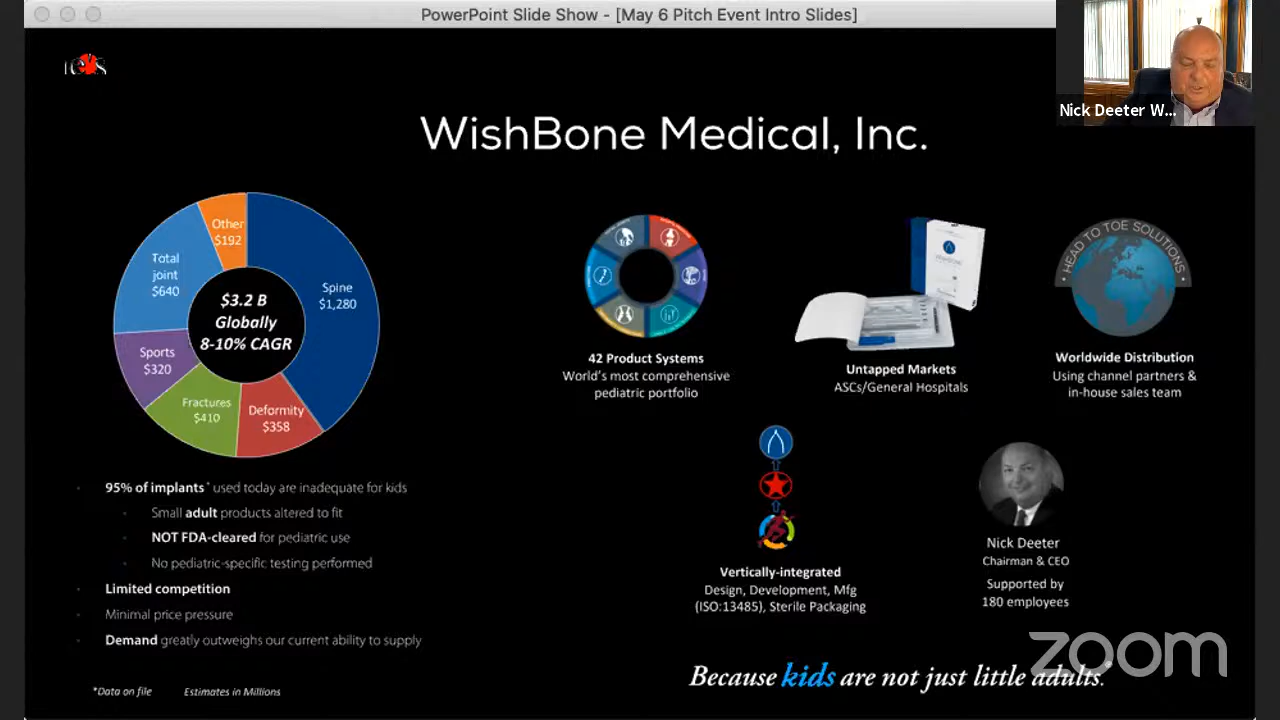 PowerPoint Slide Show - [May 6 Pitch Event Intro Slides]
Nick Deeter W...
WishBone Medical, Inc.
Other
$192
Total
joint
$640
Spine
$1,280
$3.2 B
Globally
8-10% CAGR
Sports
$320
Fractures
$410
Deformity
$358
95% of implants* used today are inadequate for kids
Small adult products altered to fit
NOT FDA-cleared for pediatric use
No pediatric-specific testing performed
Limited competition
Minimal price pressure
Demand greatly outweighs our current ability to supply
*Data on file Estimates in Millions
42 Product Systems
World's most comprehensive
pediatric portfolio
Untapped Markets
ASCs/General Hospitals
• HEAD TO TOE SOLUTIONS •
Worldwide Distribution
Using channel partners &
in-house sales team
Vertically-integrated
Design, Development, Mfg
(ISO:13485), Sterile Packaging
Nick Deeter
Chairman & CEO
Supported by
180 employees
zoom
Because kids are not just little adults.®